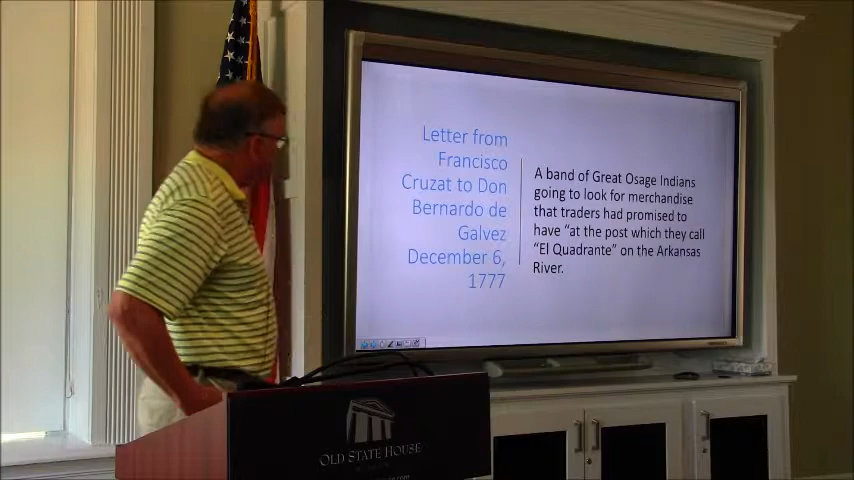 Letter from
Francisco
Cruzat to Don
Bernardo de
Galvez
December 6,
1777
A band of Great Osage Indians
going to look for merchandise
that traders had promised to
have "at the post which they call
"El Quadrante" on the Arkansas
River.
OLD STATE HOUSE